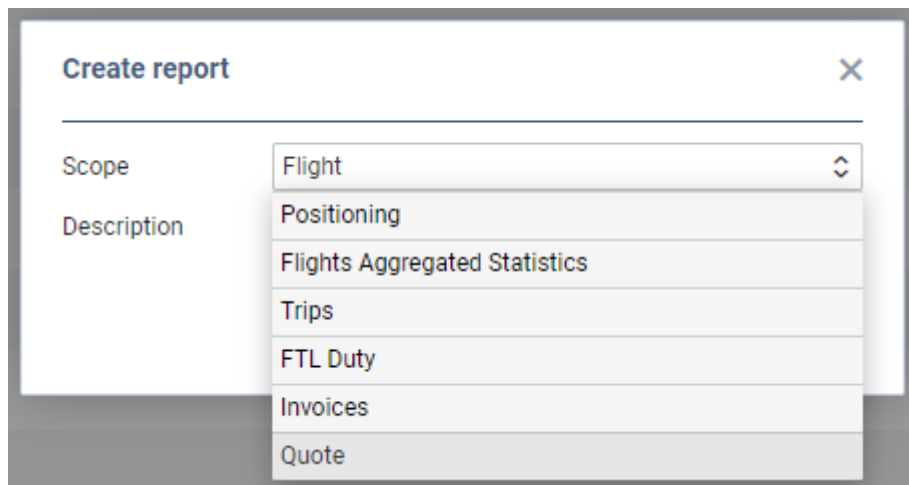 Create report
Scope
Flight
Description
Positioning
Flights Aggregated Statistics
Trips
FTL Duty
Invoices
Quote